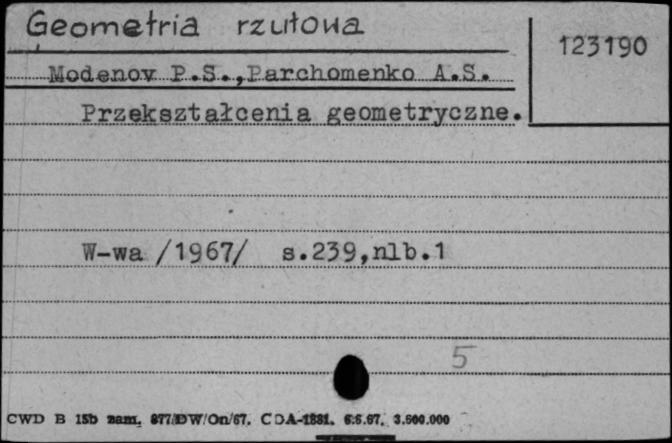 Geometria rzutowa
123190
Modenov P.S.,Parchomenko A.S.
Przekształcenia geometryczne.
W-wa /1967/ s.239,nlb.1
5
CWD B 15b zam. 877/DW/On/67. CDA-1881. 6.6.67. 3.500.000